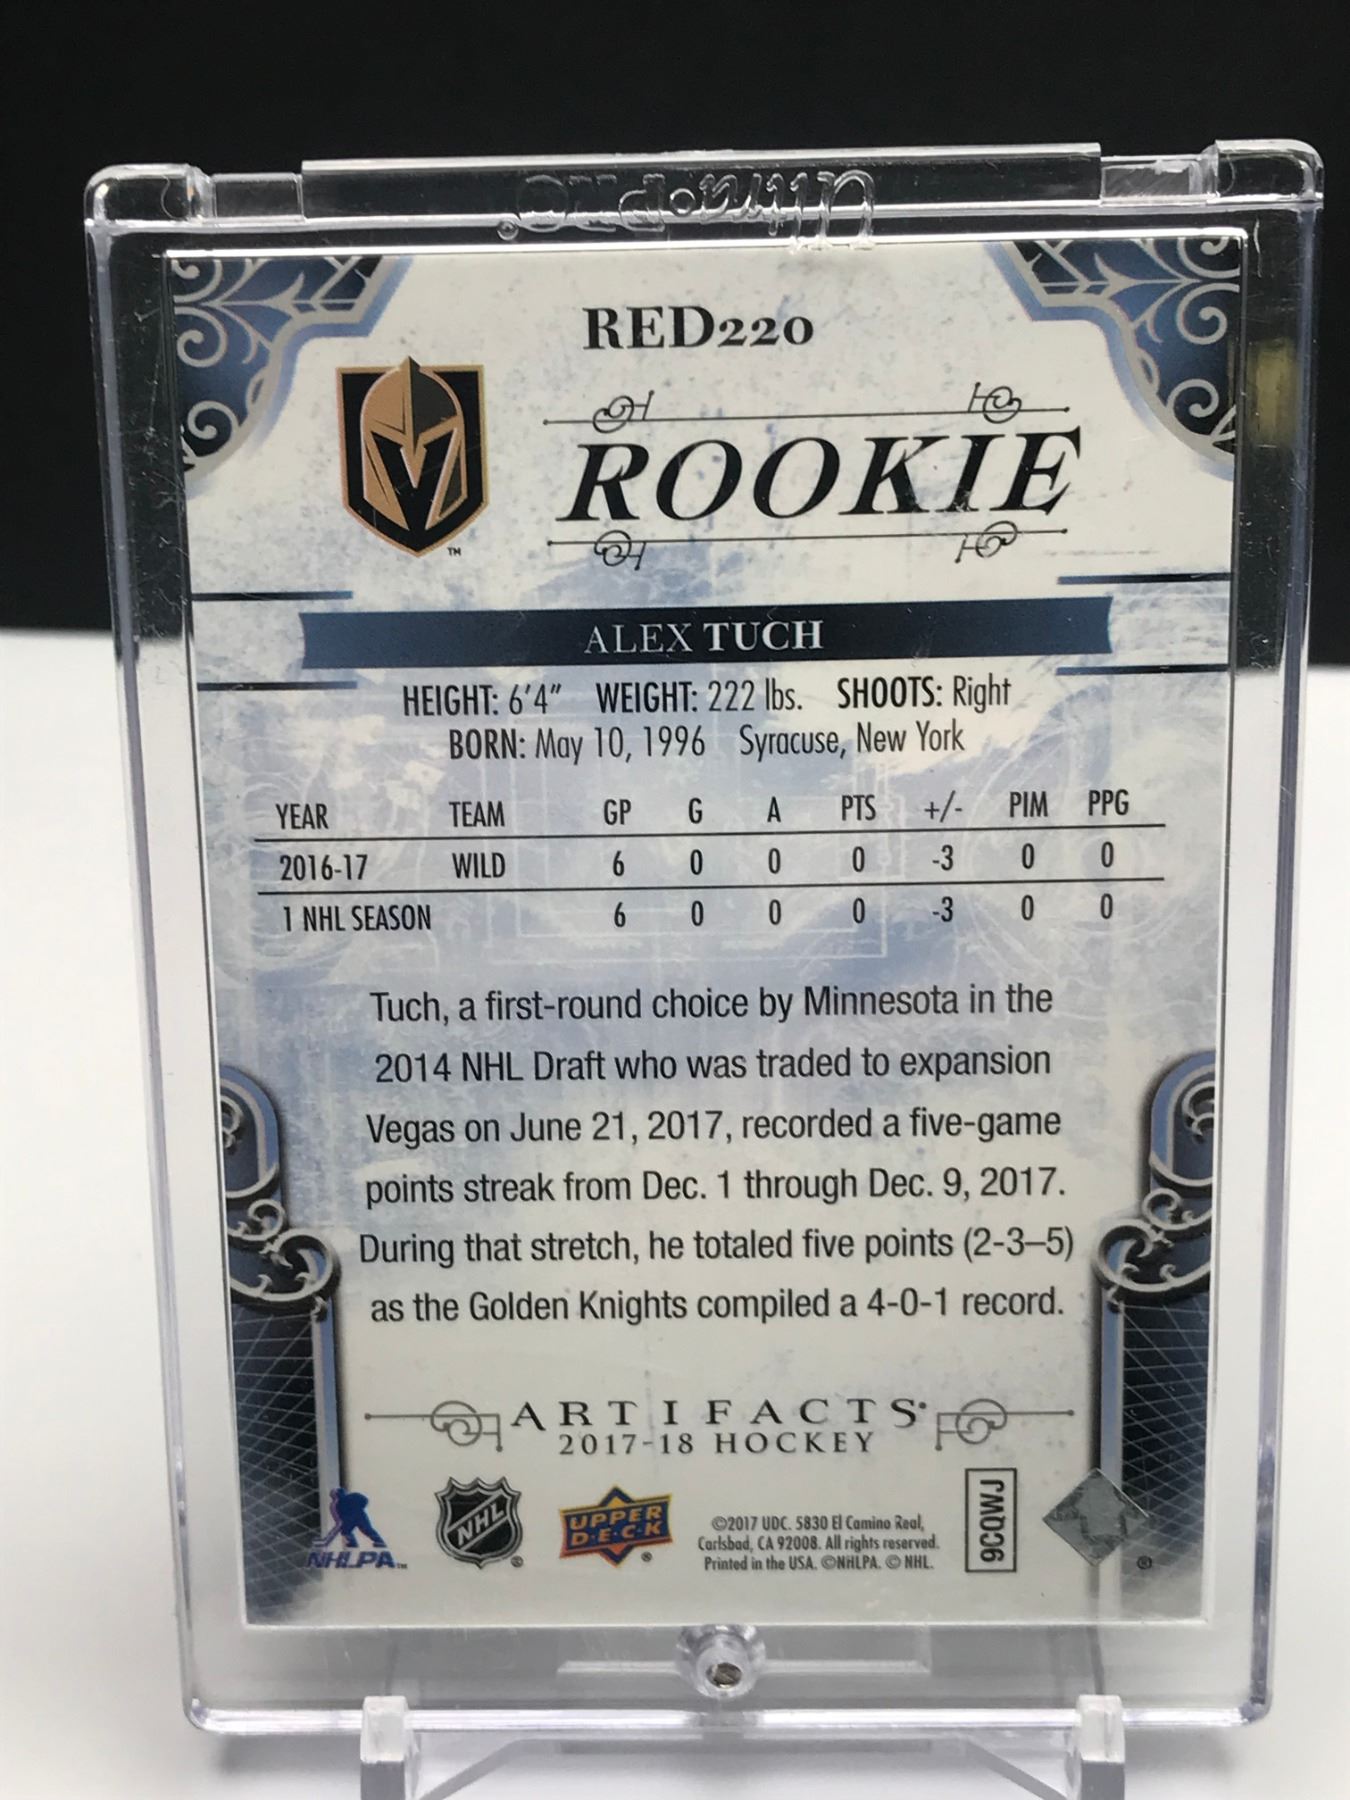 Ultra•PRO®
RED220
ROOKIE
TM
ALEX TUCH
HEIGHT: 6'4" WEIGHT: 222 lbs. SHOOTS: Right
BORN: May 10, 1996 Syracuse, New York
YEAR TEAM GP G A PTS +/- PIM PPG
2016-17 WILD 6 0 0 0 -3 0 0
1 NHL SEASON 6 0 0 0 -3 0 0
Tuch, a first-round choice by Minnesota in the
2014 NHL Draft who was traded to expansion
Vegas on June 21, 2017, recorded a five-game
points streak from Dec. 1 through Dec. 9, 2017.
During that stretch, he totaled five points (2-3–5)
as the Golden Knights compiled a 4-0-1 record.
ARTIFACTS
2017-18 HOCKEY
NHLPA™
NHL®
UPPER
D•E•C•K®
©2017 UDC. 5830 El Camino Real,
Carlsbad, CA 92008. All rights reserved.
Printed in the USA. ©NHLPA. © NHL.
9CQWJ
®